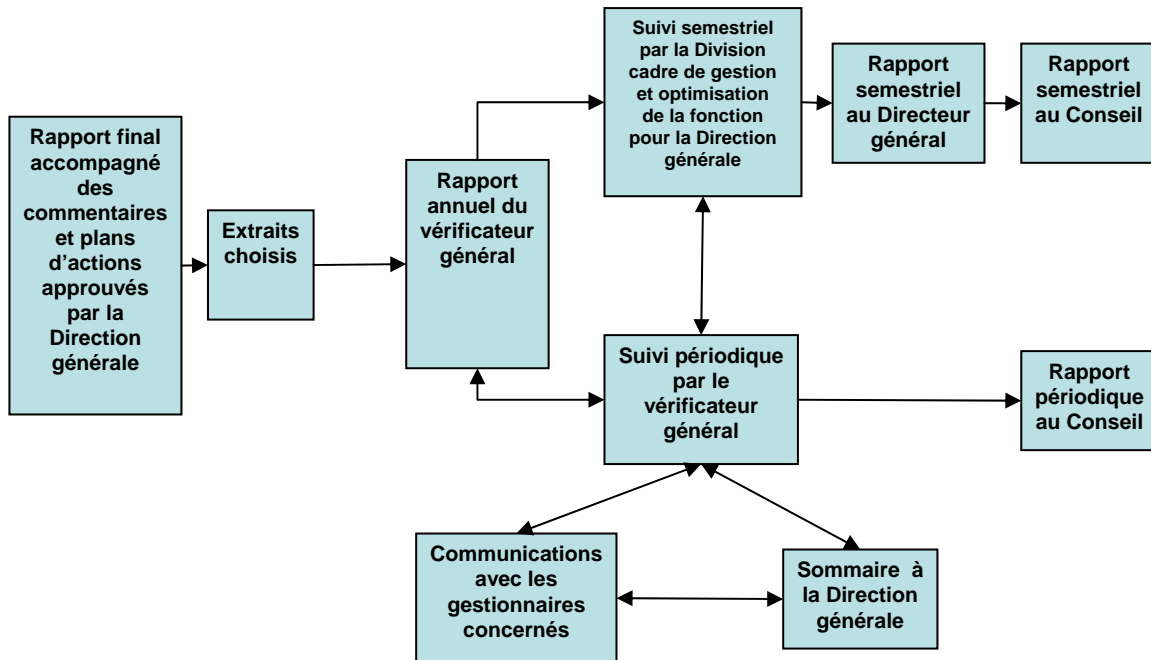 Rapport final
accompagné
des
commentaires
et plans
d'actions
approuvés
par la
Direction
générale
Extraits
choisis
Rapport
annuel du
vérificateur
général
Suivi semestriel
par la Division
cadre de gestion
et optimisation
de la fonction
pour la Direction
générale
Rapport
semestriel
au Directeur
général
Rapport
semestriel
au Conseil
Suivi périodique
par le
vérificateur
général
Rapport
périodique
au Conseil
Communications
avec les
gestionnaires
concernés
Sommaire à
la Direction
générale